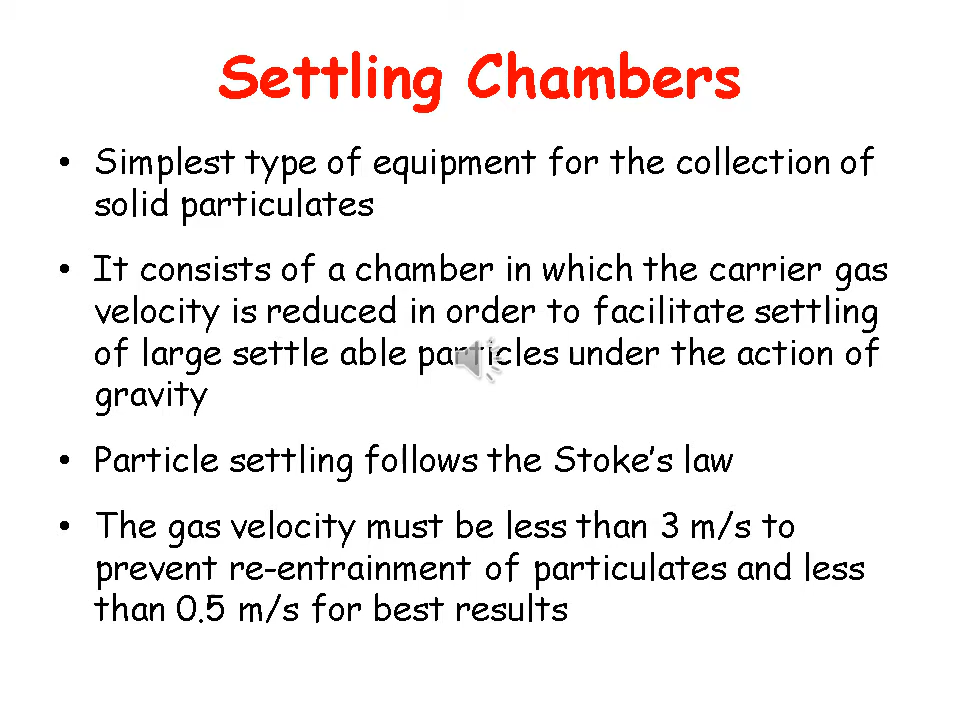 Settling Chambers
• Simplest type of equipment for the collection of
solid particulates
• It consists of a chamber in which the carrier gas
velocity is reduced in order to facilitate settling
of large settle able particles under the action of
gravity
• Particle settling follows the Stoke's law
• The gas velocity must be less than 3 m/s to
prevent re-entrainment of particulates and less
than 0.5 m/s for best results